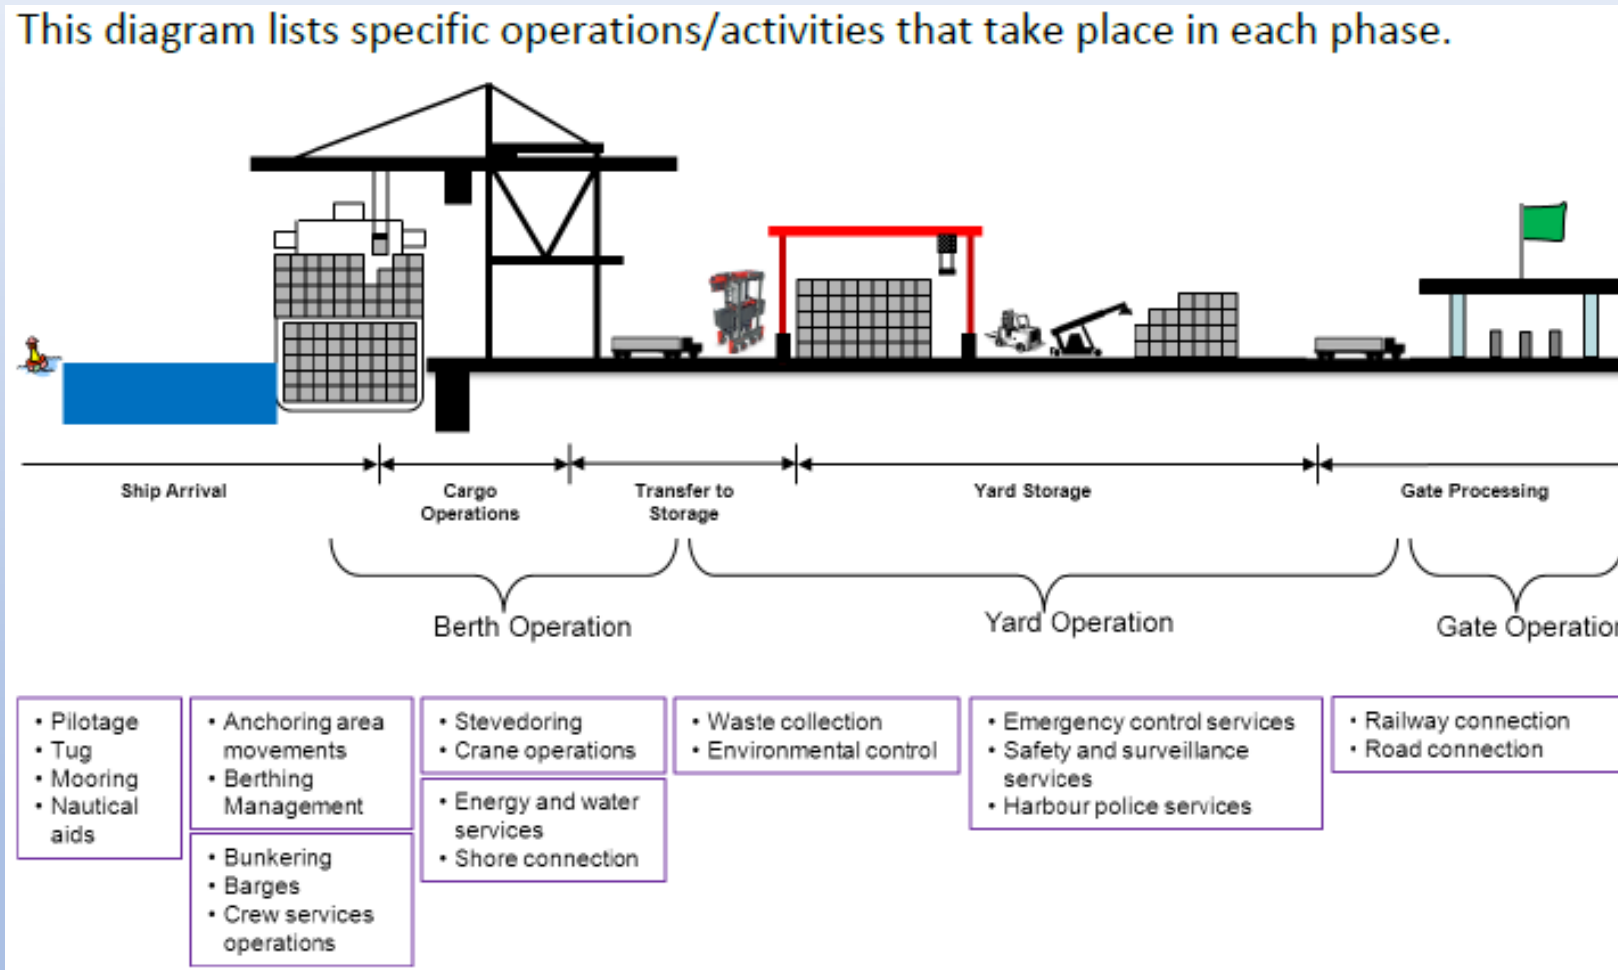 This diagram lists specific operations/activities that take place in each phase.
Ship Arrival
Cargo
Operations
Transfer to
Storage
Yard Storage
Gate Processing
Berth Operation
Yard Operation
Gate Operation
• Pilotage
• Tug
• Mooring
• Nautical
aids
• Anchoring area
movements
• Berthing
Management
• Bunkering
• Barges
• Crew services
operations
• Stevedoring
• Crane operations
• Energy and water
services
• Shore connection
• Waste collection
• Environmental control
• Emergency control services
• Safety and surveillance
services
• Harbour police services
• Railway connection
• Road connection